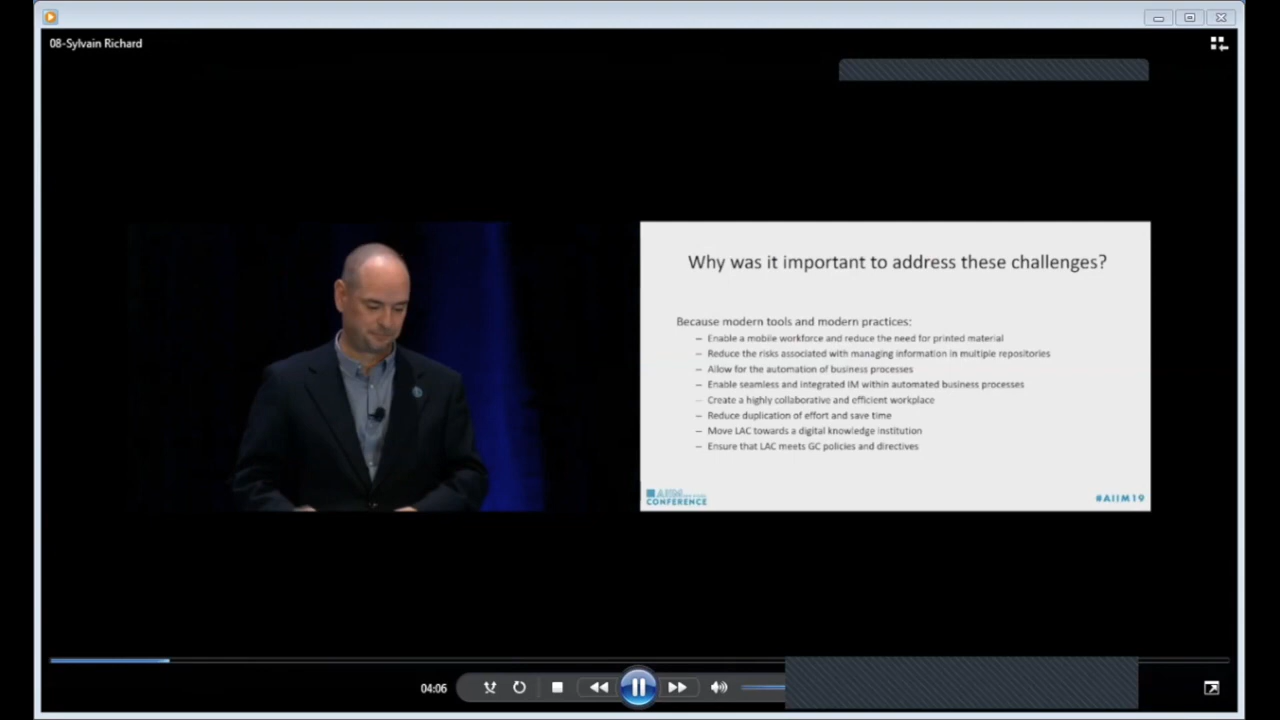 08-Sylvain Richard
Why was it important to address these challenges?
Because modern tools and modern practices:
– Enable a mobile workforce and reduce the need for printed material
– Reduce the risks associated with managing information in multiple repositories
– Allow for the automation of business processes
– Enable seamless and integrated IM within automated business processes
– Create a highly collaborative and efficient workplace
– Reduce duplication of effort and save time
– Move LAC towards a digital knowledge institution
– Ensure that LAC meets GC policies and directives
AIIM
CONFERENCE
#AIIM19
04:06